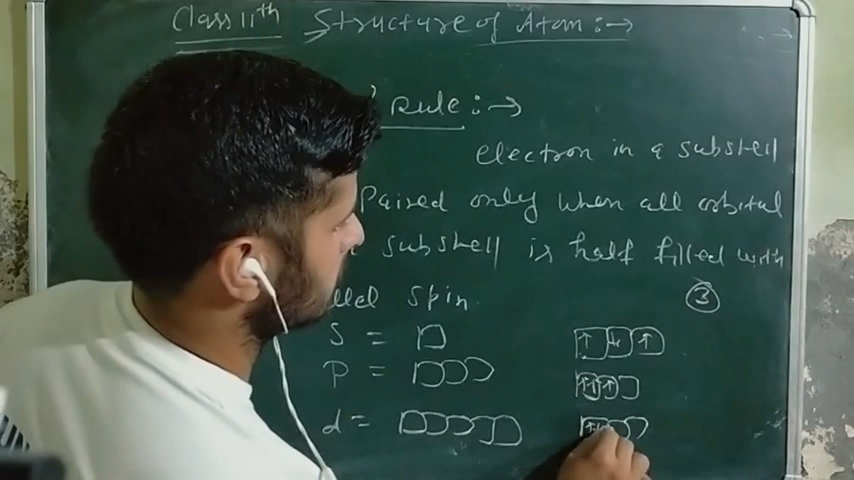 Class 11th Structure of Atom :→
Rule :→
electron in a subshell
Paired only when all orbital
subshell is half filled with
spin.
3
S =
P =
d =